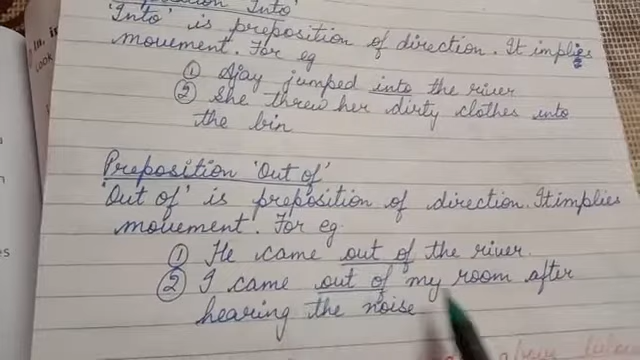 Into'
'Into' is preposition of direction. It implies
movement. For eg
① Ajay jumped into the river
② She threw her dirty clothes into
the bin
Preposition 'Out of'
'Out of' is preposition of direction. It implies
movement. For eg
① He came out of the river.
② I came out of my room after
hearing the noise